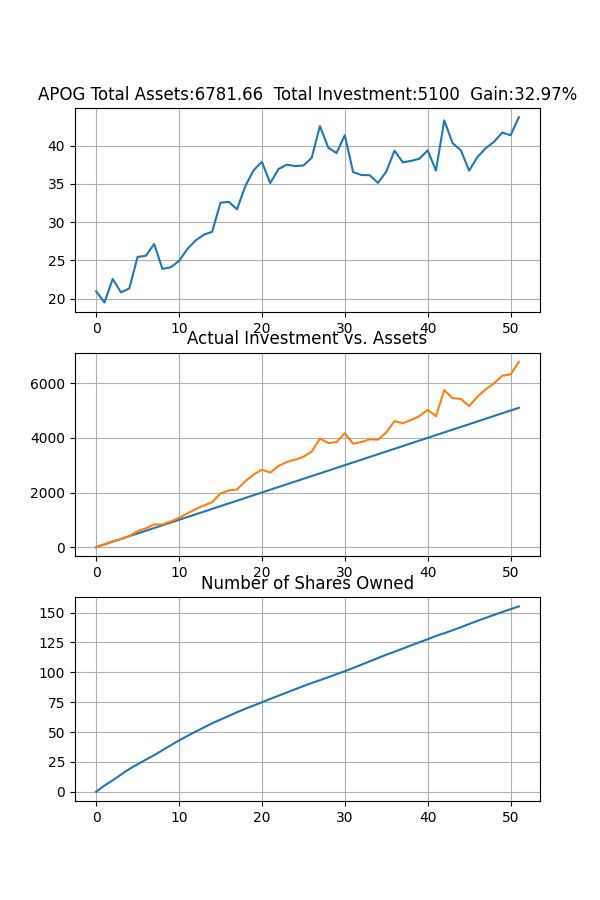 APOG Total Assets:6781.66  Total Investment:5100  Gain:32.97%
40
35
30
25
20
0 10 20 30 40 50
Actual Investment vs. Assets
6000
4000
2000
0
0 10 20 30 40 50
Number of Shares Owned
150
125
100
75
50
25
0
0 10 20 30 40 50